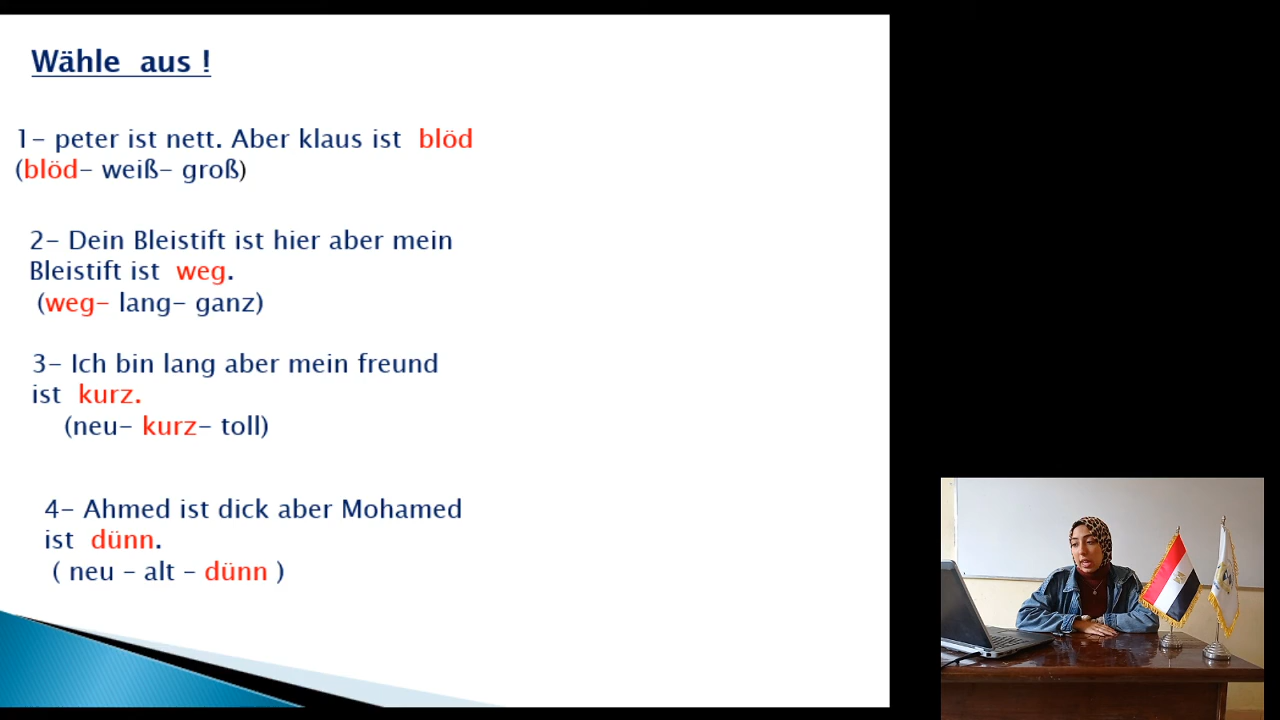 Wähle aus !
1- peter ist nett. Aber klaus ist blöd
(blöd- weiß- groß)
2- Dein Bleistift ist hier aber mein
Bleistift ist weg.
(weg- lang- ganz)
3- Ich bin lang aber mein freund
ist kurz.
(neu- kurz- toll)
4- Ahmed ist dick aber Mohamed
ist dünn.
( neu - alt - dünn )